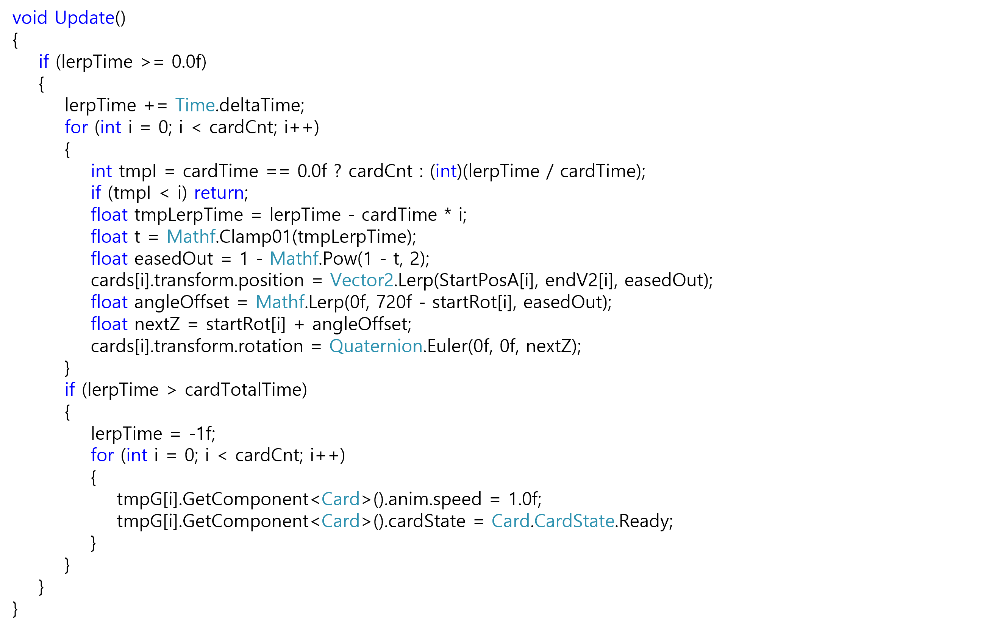 void Update()
{
if (lerpTime >= 0.0f)
{
lerpTime += Time.deltaTime;
for (int i = 0; i < cardCnt; i++)
{
int tmpI = cardTime == 0.0f ? cardCnt : (int)(lerpTime / cardTime);
if (tmpI < i) return;
float tmpLerpTime = lerpTime - cardTime * i;
float t = Mathf.Clamp01(tmpLerpTime);
float easedOut = 1 - Mathf.Pow(1 - t, 2);
cards[i].transform.position = Vector2.Lerp(StartPosA[i], endV2[i], easedOut);
float angleOffset = Mathf.Lerp(0f, 720f - startRot[i], easedOut);
float nextZ = startRot[i] + angleOffset;
cards[i].transform.rotation = Quaternion.Euler(0f, 0f, nextZ);
}
if (lerpTime > cardTotalTime)
{
lerpTime = -1f;
for (int i = 0; i < cardCnt; i++)
{
tmpG[i].GetComponent<Card>().anim.speed = 1.0f;
tmpG[i].GetComponent<Card>().cardState = Card.CardState.Ready;
}
}
}
}